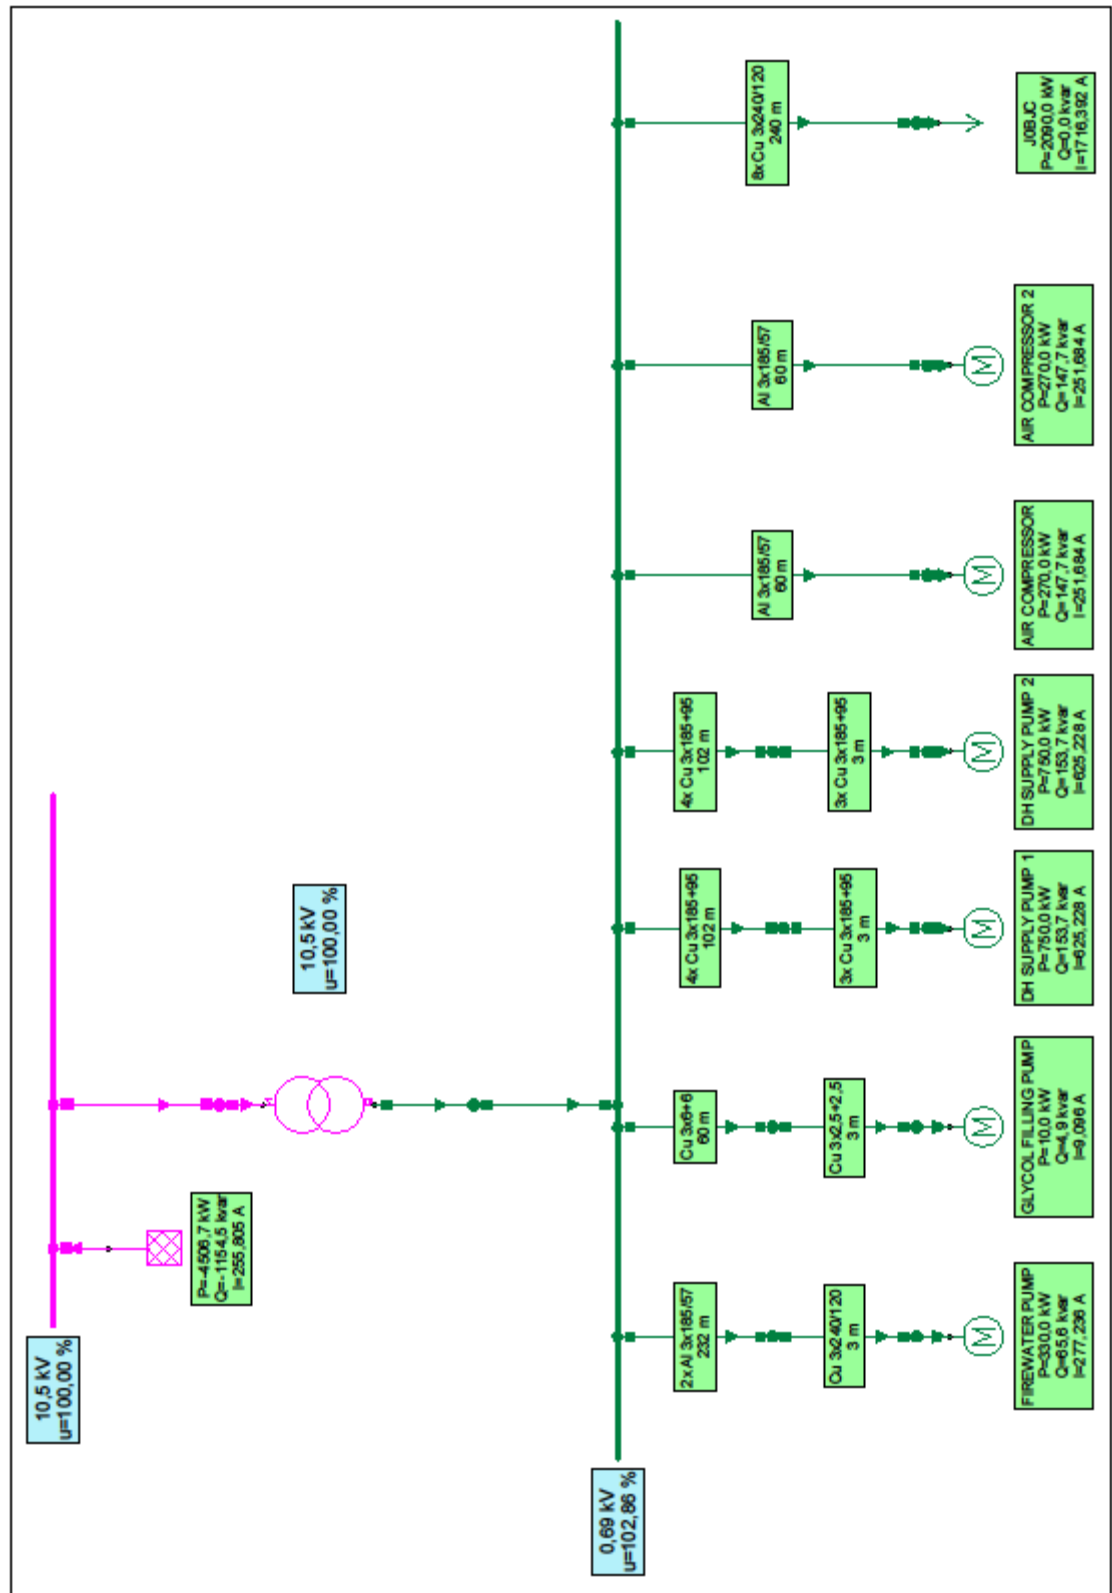 10,5 kV
u=100,00 %
P=-4506,7 kW
Q=-1154,5 kvar
I=255,805 A
10,5 kV
u=100,00 %
0,69 kV
u=102,86 %
2x Al 3x185/57
232 m
Cu 3x240/120
3 m
FIREWATER PUMP
P=330,0 kW
Q=65,6 kvar
I=277,236 A
Cu 3x6+6
60 m
Cu 3x2,5+2,5
3 m
GLYCOL FILLING PUMP
P=10,0 kW
Q=4,9 kvar
I=9,096 A
4x Cu 3x185+95
102 m
3x Cu 3x185+95
3 m
DH SUPPLY PUMP 1
P=750,0 kW
Q=153,7 kvar
I=625,228 A
4x Cu 3x185+95
102 m
3x Cu 3x185+95
3 m
DH SUPPLY PUMP 2
P=750,0 kW
Q=153,7 kvar
I=625,228 A
Al 3x185/57
60 m
AIR COMPRESSOR
P=270,0 kW
Q=147,7 kvar
I=251,684 A
Al 3x185/57
60 m
AIR COMPRESSOR 2
P=270,0 kW
Q=147,7 kvar
I=251,684 A
8x Cu 3x240/120
240 m
J0BJC
P=2090,0 kW
Q=0,0 kvar
I=1716,392 A
M
M
M
M
M
M